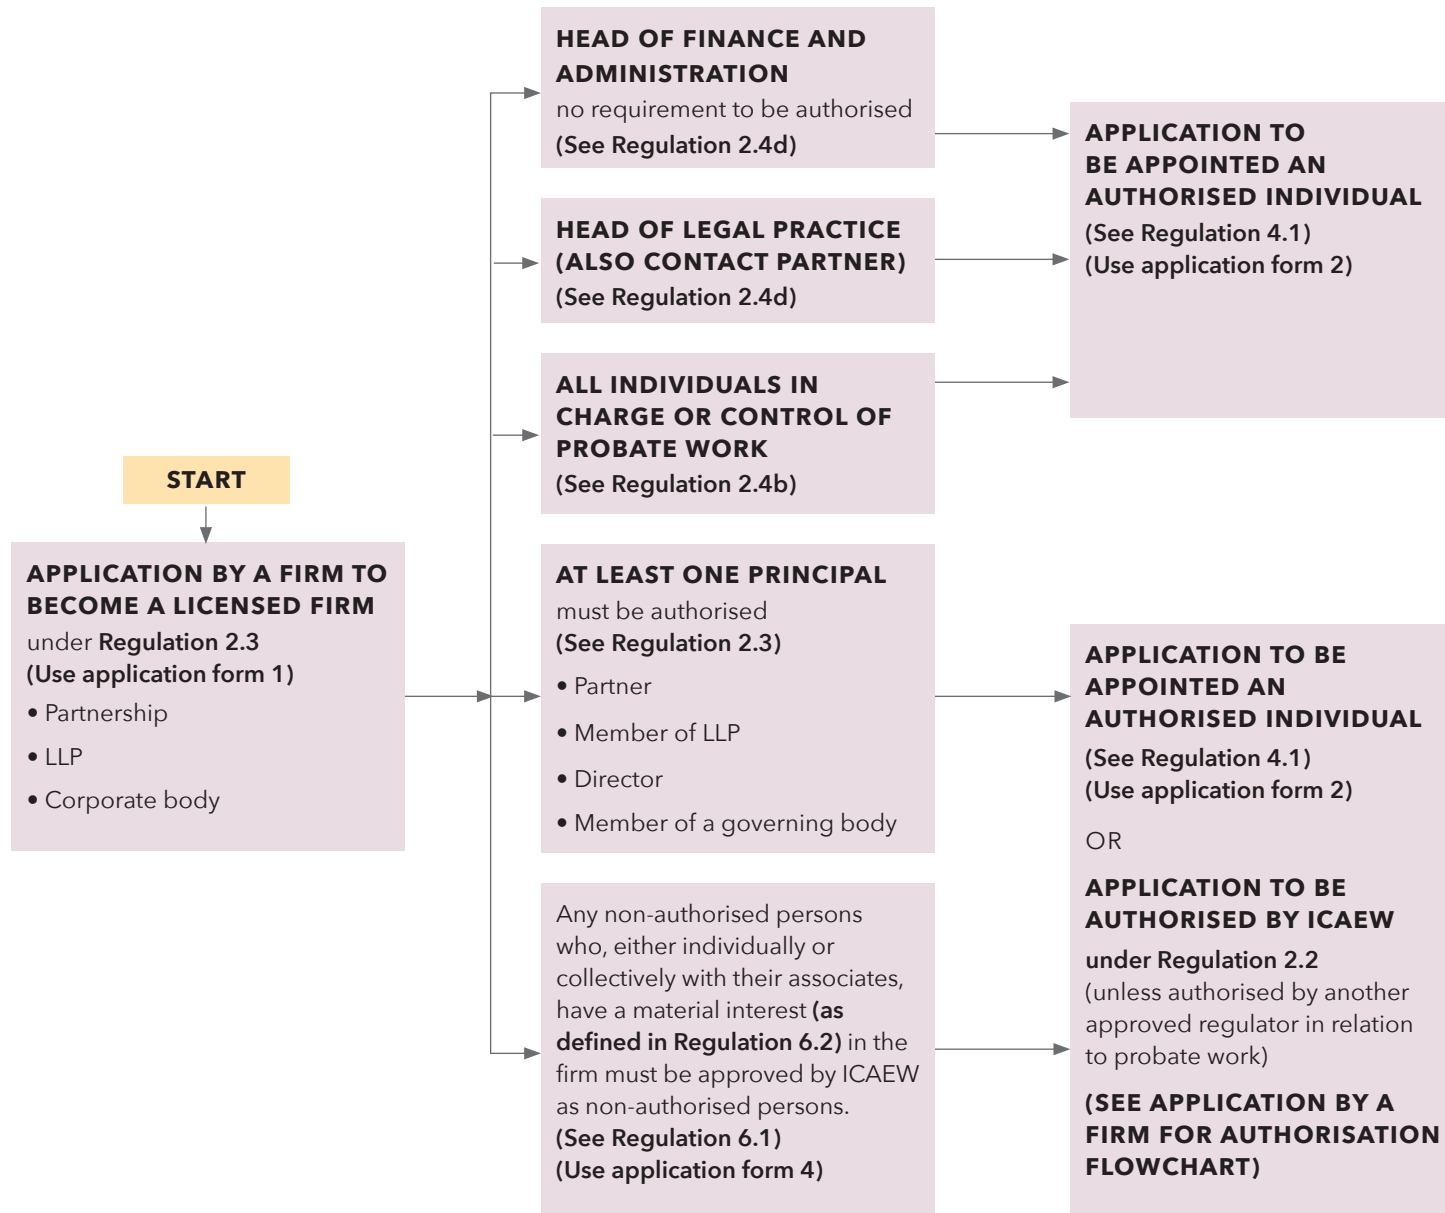 START
APPLICATION BY A FIRM TO
BECOME A LICENSED FIRM
under Regulation 2.3
(Use application form 1)
• Partnership
• LLP
• Corporate body
HEAD OF FINANCE AND
ADMINISTRATION
no requirement to be authorised
(See Regulation 2.4d)
HEAD OF LEGAL PRACTICE
(ALSO CONTACT PARTNER)
(See Regulation 2.4d)
ALL INDIVIDUALS IN
CHARGE OR CONTROL OF
PROBATE WORK
(See Regulation 2.4b)
AT LEAST ONE PRINCIPAL
must be authorised
(See Regulation 2.3)
• Partner
• Member of LLP
• Director
• Member of a governing body
Any non-authorised persons
who, either individually or
collectively with their associates,
have a material interest (as
defined in Regulation 6.2) in the
firm must be approved by ICAEW
as non-authorised persons.
(See Regulation 6.1)
(Use application form 4)
APPLICATION TO
BE APPOINTED AN
AUTHORISED INDIVIDUAL
(See Regulation 4.1)
(Use application form 2)
APPLICATION TO BE
APPOINTED AN
AUTHORISED INDIVIDUAL
(See Regulation 4.1)
(Use application form 2)
OR
APPLICATION TO BE
AUTHORISED BY ICAEW
under Regulation 2.2
(unless authorised by another
approved regulator in relation
to probate work)
(SEE APPLICATION BY A
FIRM FOR AUTHORISATION
FLOWCHART)